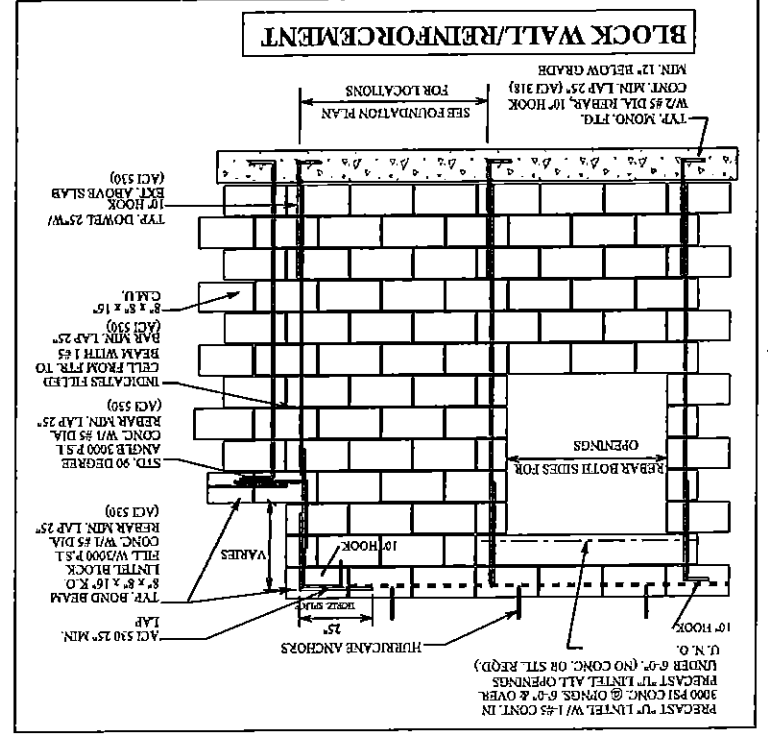 PRECAST "U" LINTEL W/ 1-#5 CONT. IN
3000 PSI CONC. @ OPNGS. 6'-0" & OVER.
PRECAST "U" LINTEL ALL OPENINGS
UNDER 6'-0". (NO CONC. OR STL. REQD.)
U. N. O.
10" HOOK
HURRICANE ANCHORS
25"
HORIZ. SPLICE
ACI 530 25" MIN.
LAP
10" HOOK
VARIES
TYP. BOND BEAM
8" x 8" x 16" K.O.
LINTEL BLOCK
FILL W/3000 P.S.I.
CONC. W/1 #5 DIA.
REBAR MIN. LAP 25"
(ACI 530)
REBAR BOTH SIDES FOR
OPENINGS
STD. 90 DEGREE
ANGLE 3000 P.S.I.
CONC. W/1 #5 DIA.
REBAR MIN. LAP 25"
(ACI 530)
INDICATES FILLED
CELL FROM FTR. TO
BEAM WITH 1 #5
BAR MIN. LAP 25"
(ACI 530)
8" x 8" x 16"
C.M.U.
TYP. DOWEL 25"W/
10" HOOK
EXT. ABOVE SLAB
(ACI 530)
TYP. MONO. FTG.
W/2 #5 DIA. REBAR, 10" HOOK
CONT. MIN. LAP 25" (ACI 318)
MIN. 12" BELOW GRADE
SEE FOUNDATION PLAN
FOR LOCATIONS
BLOCK WALL/REINFORCEMENT